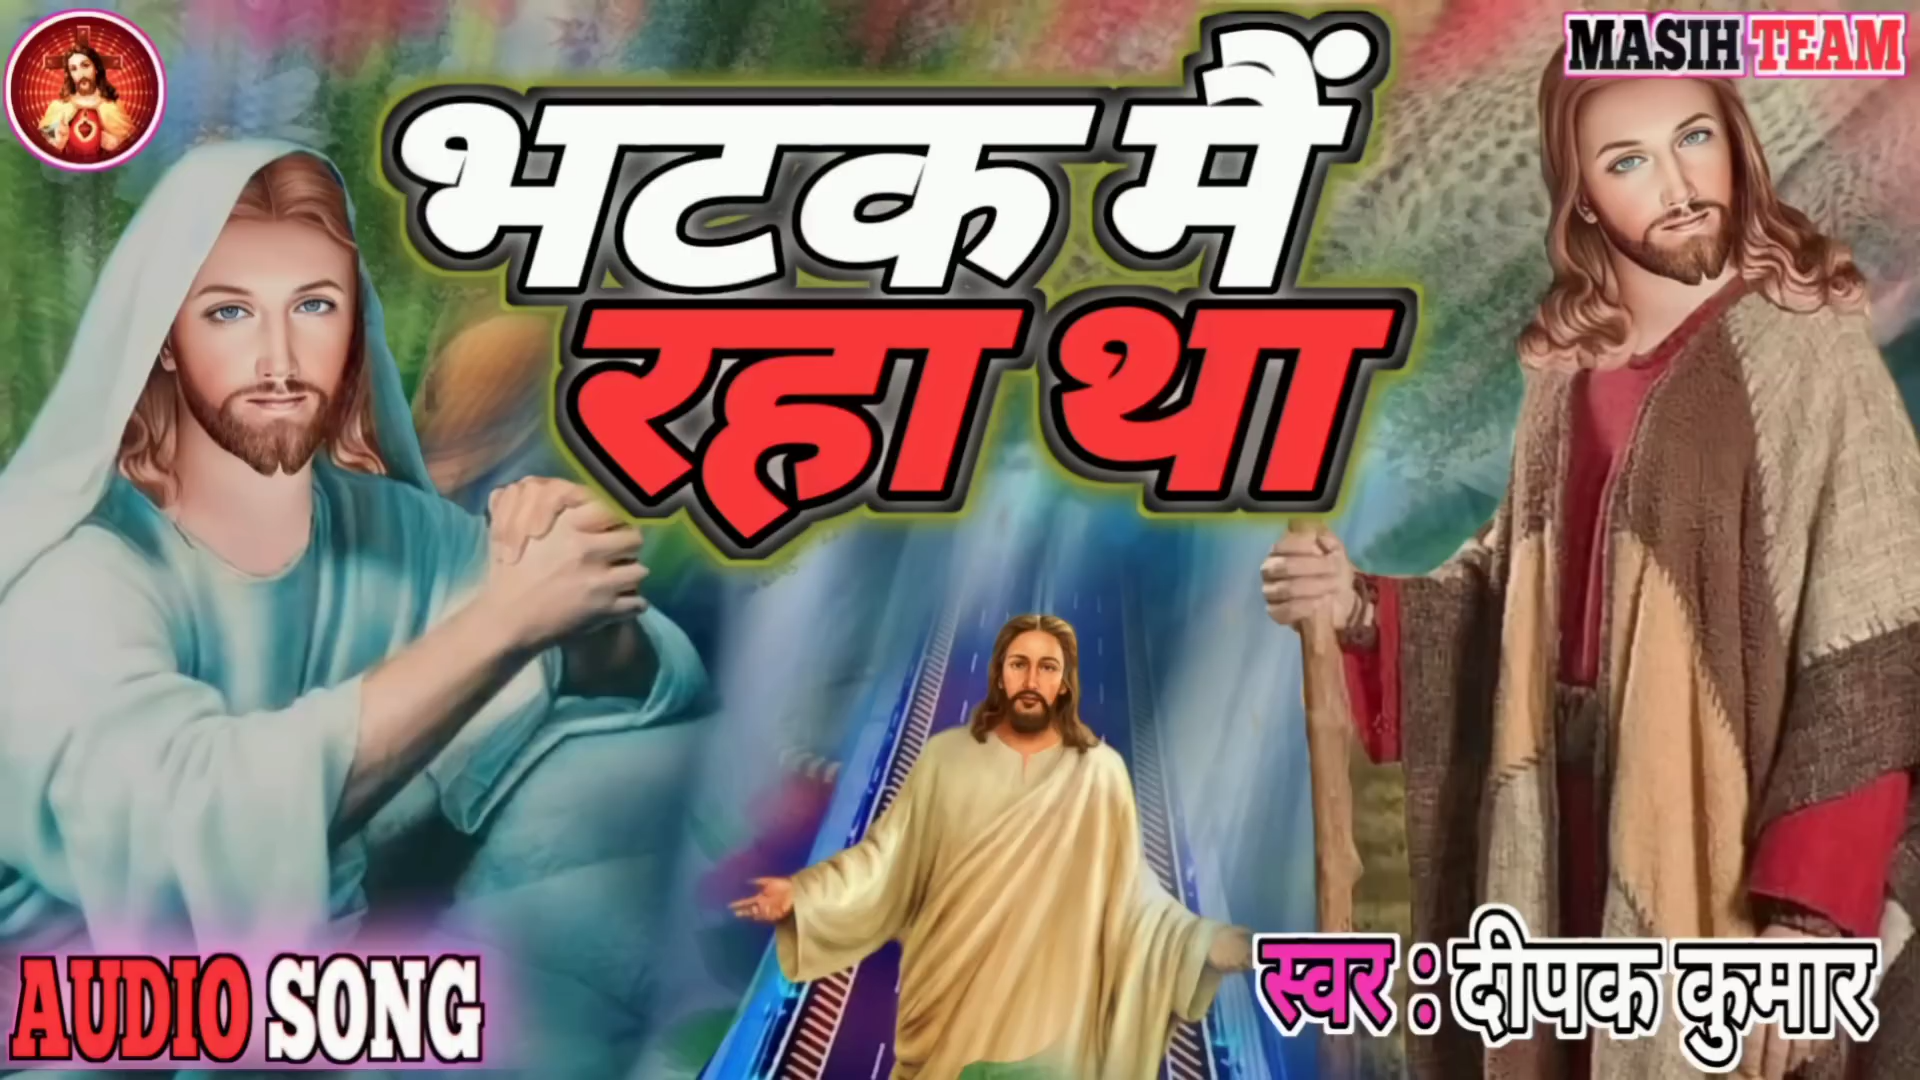 MASIH TEAM
भटक में
रहा था
AUDIO SONG
स्वर : दीपक कुमार